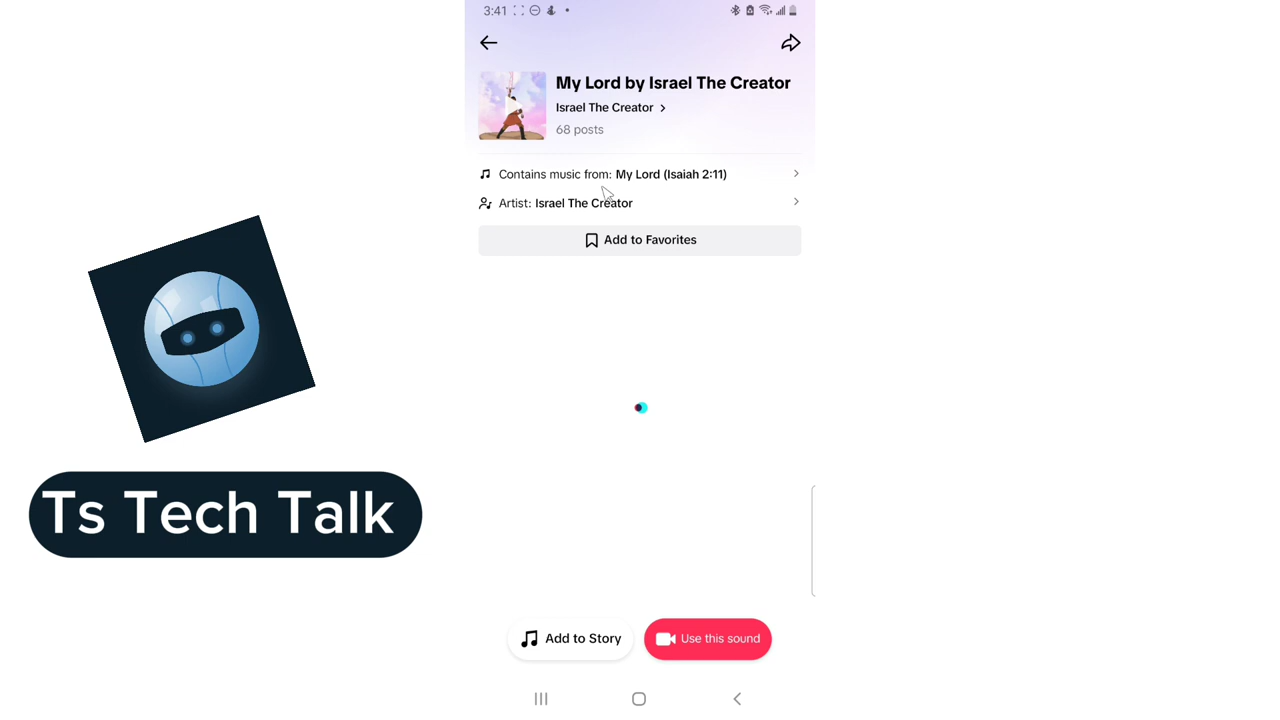 3:41
My Lord by Israel The Creator
Israel The Creator >
68 posts
Contains music from: My Lord (Isaiah 2:11)
Artist: Israel The Creator
Add to Favorites
Ts Tech Talk
Add to Story
Use this sound